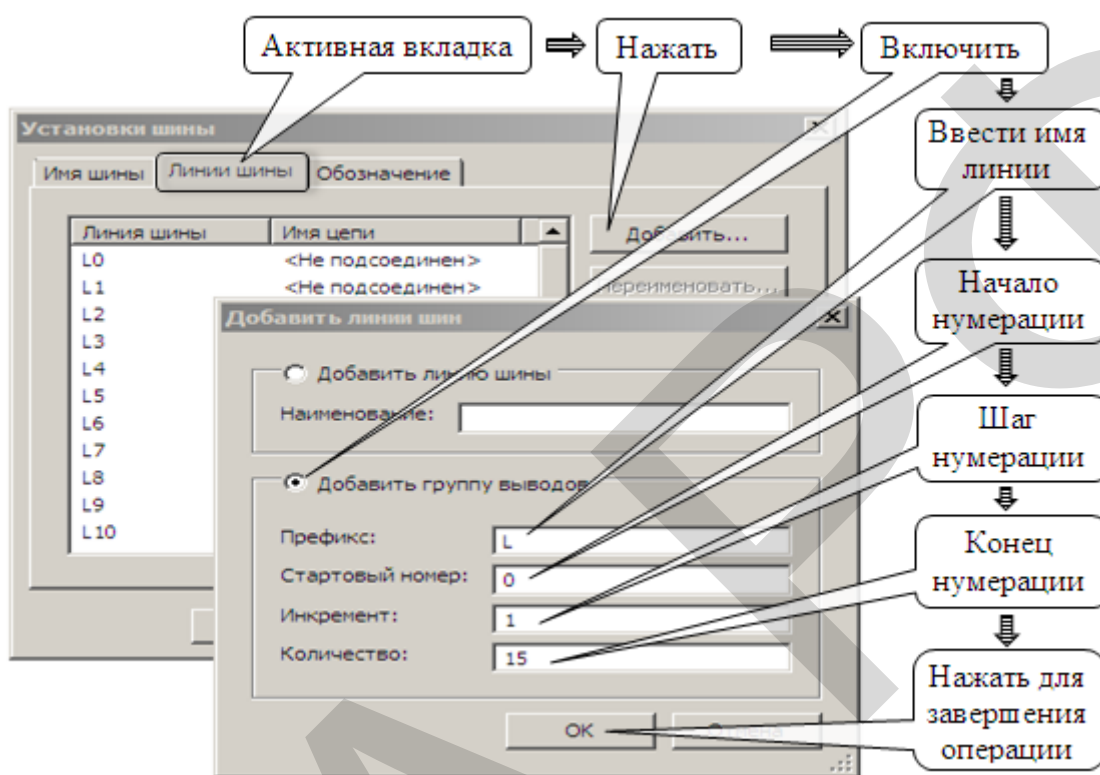 Активная вкладка
Нажать
Включить
Ввести имя
линии
Начало
нумерации
Шаг
нумерации
Конец
нумерации
Нажать для
завершения
операции
Установки шины
Имя шины
Линии шины
Обозначение
Линия шины
Имя цепи
L0
<Не подсоединен>
L1
<Не подсоединен>
L2
L3
L4
L5
L6
L7
L8
L9
L10
Добавить...
Переименовать...
Добавить линии шин
Добавить линию шины
Наименование:
Добавить группу выводов
Префикс:
L
Стартовый номер:
0
Инкремент:
1
Количество:
15
OK
Отмена